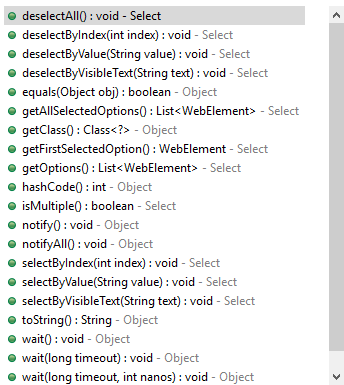 deselectAll() : void - Select
deselectByIndex(int index) : void - Select
deselectByValue(String value) : void - Select
deselectByVisibleText(String text) : void - Select
equals(Object obj) : boolean - Object
getAllSelectedOptions() : List<WebElement> - Select
getClass() : Class<?> - Object
getFirstSelectedOption() : WebElement - Select
getOptions() : List<WebElement> - Select
hashCode() : int - Object
isMultiple() : boolean - Select
notify() : void - Object
notifyAll() : void - Object
selectByIndex(int index) : void - Select
selectByValue(String value) : void - Select
selectByVisibleText(String text) : void - Select
toString() : String - Object
wait() : void - Object
wait(long timeout) : void - Object
wait(long timeout, int nanos) : void - Object